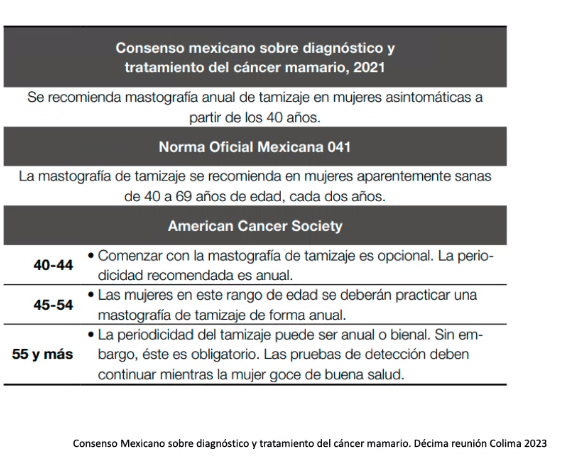 Consenso mexicano sobre diagnóstico y
tratamiento del cáncer mamario, 2021
Se recomienda mastografía anual de tamizaje en mujeres asintomáticas a
partir de los 40 años.
Norma Oficial Mexicana 041
La mastografía de tamizaje se recomienda en mujeres aparentemente sanas
de 40 a 69 años de edad, cada dos años.
American Cancer Society
40-44
• Comenzar con la mastografía de tamizaje es opcional. La perio-
dicidad recomendada es anual.
45-54
• Las mujeres en este rango de edad se deberán practicar una
mastografía de tamizaje de forma anual.
55 y más
• La periodicidad del tamizaje puede ser anual o bienal. Sin em-
bargo, éste es obligatorio. Las pruebas de detección deben
continuar mientras la mujer goce de buena salud.
Consenso Mexicano sobre diagnóstico y tratamiento del cáncer mamario. Décima reunión Colima 2023